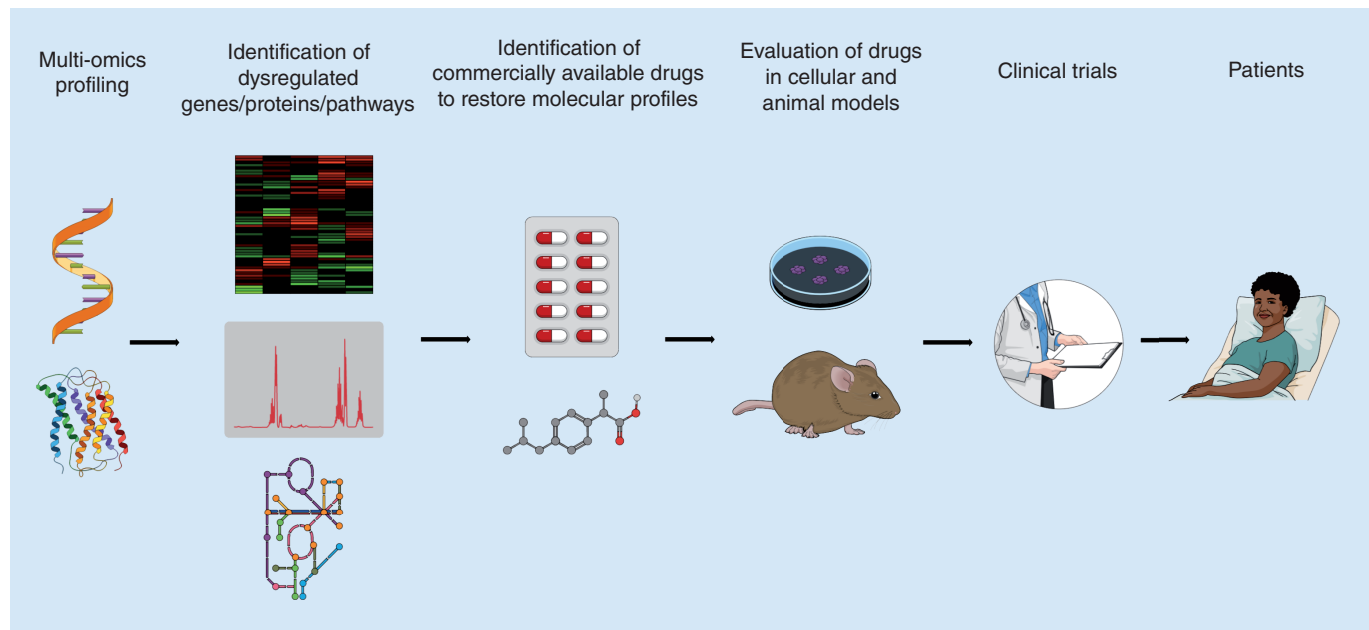 Multi-omics
profiling
Identification of
dysregulated
genes/proteins/pathways
Identification of
commercially available drugs
to restore molecular profiles
Evaluation of drugs
in cellular and
animal models
Clinical trials
Patients